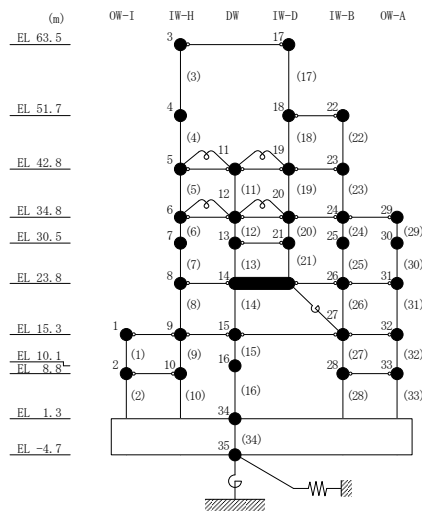 (m) OW-I IW-H DW IW-D IW-B OW-A
EL 63.5 3 17
(3) (17)
EL 51.7 4 18 22
(4) 11 19 (18) (22)
EL 42.8 5 23
(5) 12 (11) 20 (19) (23)
EL 34.8 6 24 29
(6) (12) (20) (24) (29)
EL 30.5 7 13 21 25 30
(7) (13) (21) (25) (30)
EL 23.8 8 14 26 31
(8) (14) (26) (31)
27
EL 15.3 1 9 15 32
(1) (9) (15) (27) (32)
EL 10.1 16
EL 8.8 2 10 28 33
(2) (10) (16) (28) (33)
EL 1.3 34
EL -4.7 35 (34)